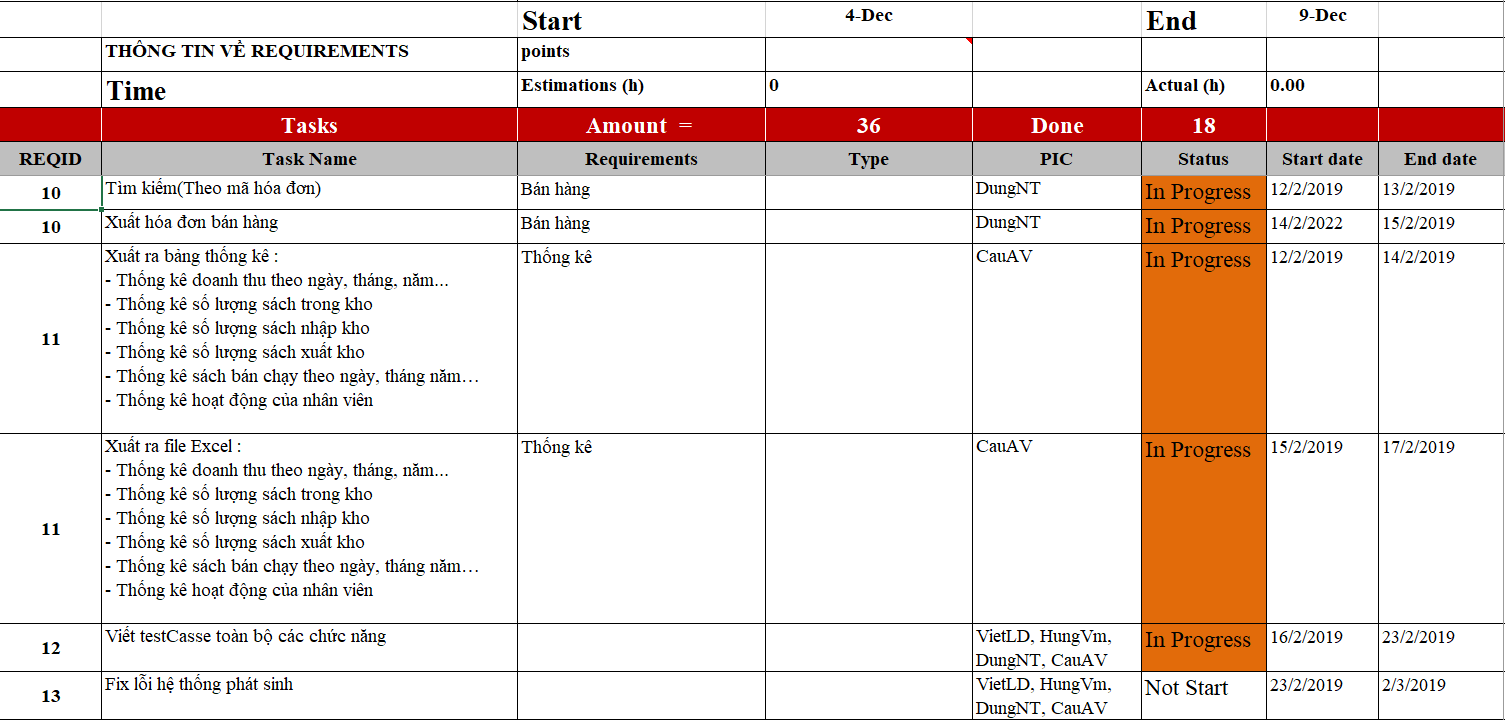 Start 4-Dec End 9-Dec
THÔNG TIN VỀ REQUIREMENTS points
Time Estimations (h) 0 Actual (h) 0.00
Tasks Amount = 36 Done 18
REQID Task Name Requirements Type PIC Status Start date End date
10 Tìm kiếm(Theo mã hóa đơn) Bán hàng DungNT In Progress 12/2/2019 13/2/2019
10 Xuất hóa đơn bán hàng Bán hàng DungNT In Progress 14/2/2022 15/2/2019
11 Xuất ra bảng thống kê : Thống kê CauAV In Progress 12/2/2019 14/2/2019
- Thống kê doanh thu theo ngày, tháng, năm...
- Thống kê số lượng sách trong kho
- Thống kê số lượng sách nhập kho
- Thống kê số lượng sách xuất kho
- Thống kê sách bán chạy theo ngày, tháng năm…
- Thống kê hoạt động của nhân viên
11 Xuất ra file Excel : Thống kê CauAV In Progress 15/2/2019 17/2/2019
- Thống kê doanh thu theo ngày, tháng, năm...
- Thống kê số lượng sách trong kho
- Thống kê số lượng sách nhập kho
- Thống kê số lượng sách xuất kho
- Thống kê sách bán chạy theo ngày, tháng năm…
- Thống kê hoạt động của nhân viên
12 Viết testCasse toàn bộ các chức năng VietLD, HungVm, In Progress 16/2/2019 23/2/2019
DungNT, CauAV
13 Fix lỗi hệ thống phát sinh VietLD, HungVm, Not Start 23/2/2019 2/3/2019
DungNT, CauAV